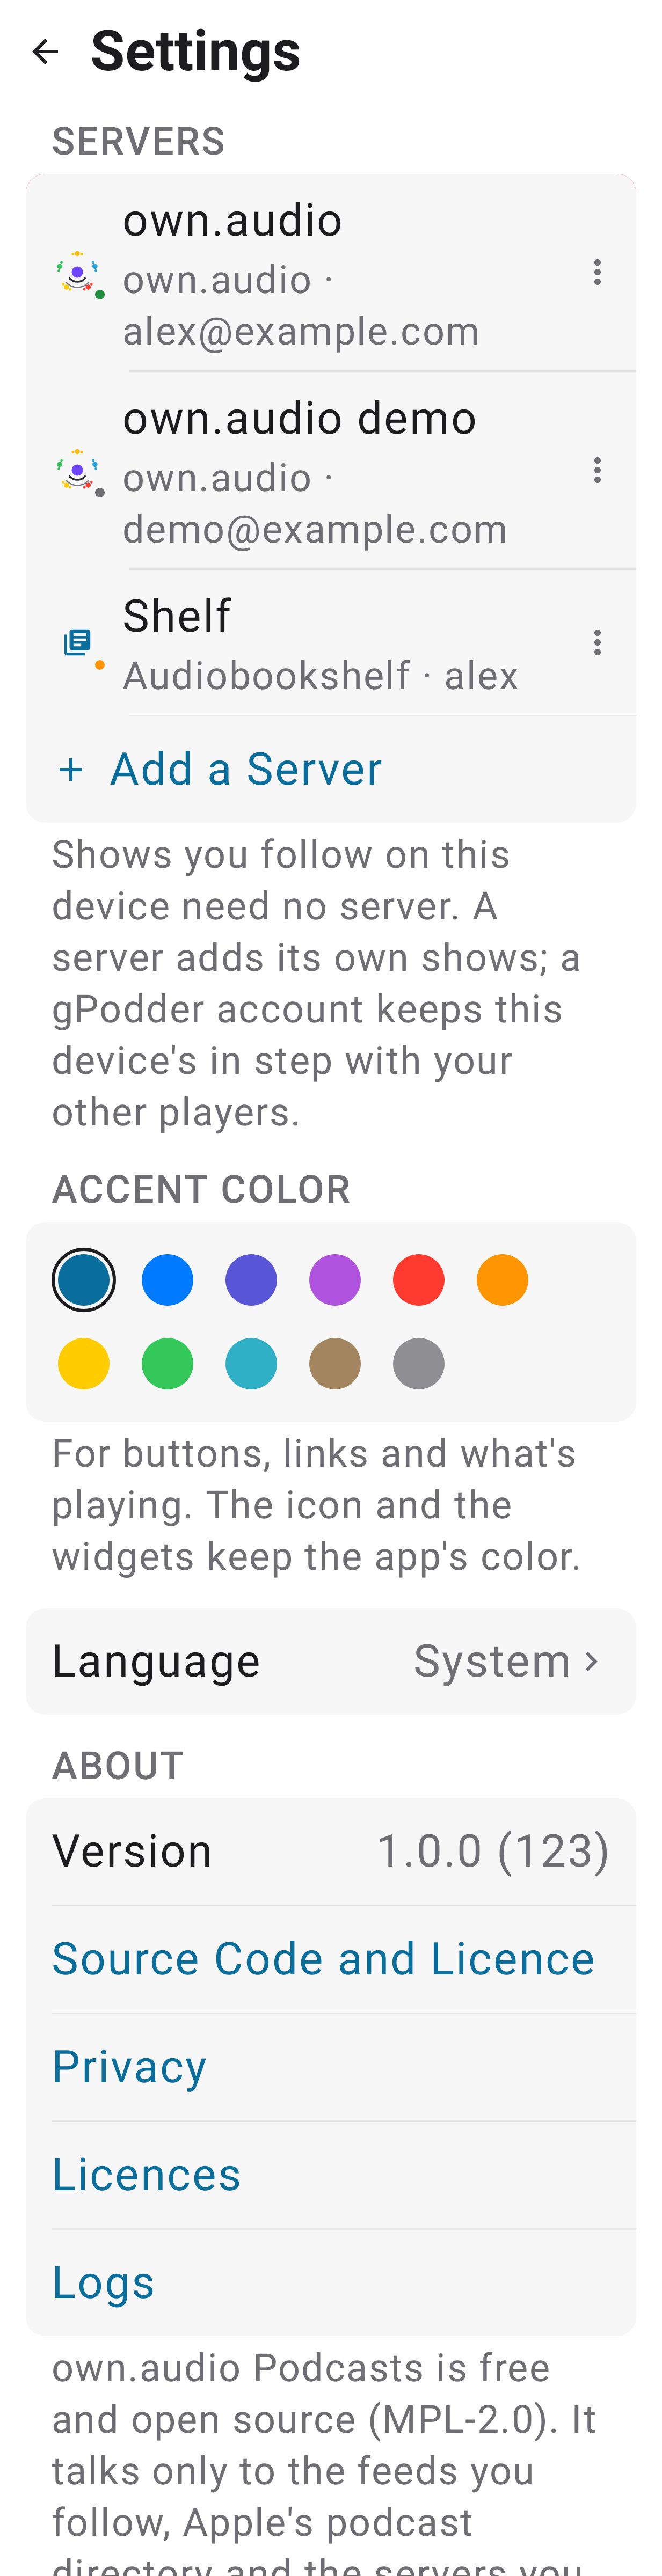 Settings
SERVERS
own.audio
own.audio ·
alex@example.com
own.audio demo
own.audio ·
demo@example.com
Shelf
Audiobookshelf · alex
+ Add a Server
Shows you follow on this
device need no server. A
server adds its own shows; a
gPodder account keeps this
device's in step with your
other players.
ACCENT COLOR
For buttons, links and what's
playing. The icon and the
widgets keep the app's color.
Language System
ABOUT
Version 1.0.0 (123)
Source Code and Licence
Privacy
Licences
Logs
own.audio Podcasts is free
and open source (MPL-2.0). It
talks only to the feeds you
follow, Apple's podcast
directory and the servers you